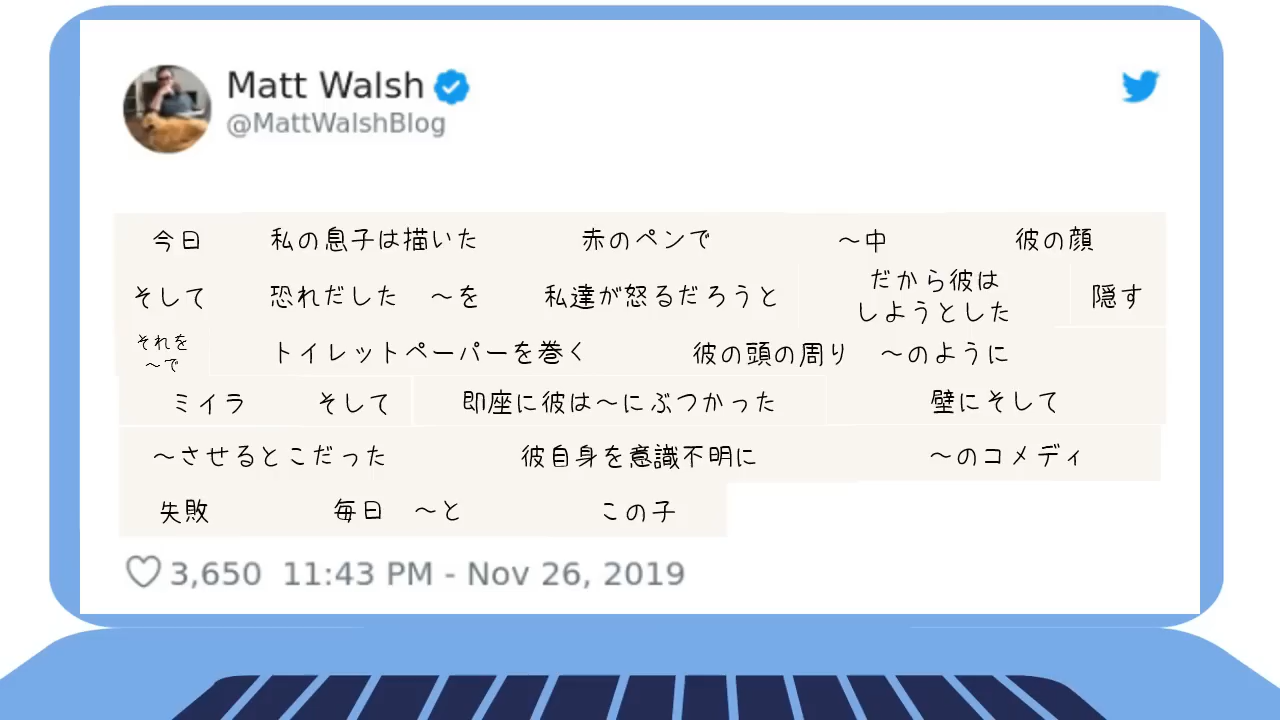 Matt Walsh
@MattWalshBlog
今日 私の息子は描いた 赤のペンで ～中 彼の顔
そして 恐れだした ～を 私達が怒るだろうと だから彼は
しようとした 隠す
それを
～で トイレットペーパーを巻く 彼の頭の周り ～のように
ミイラ そして 即座に彼は～にぶつかった 壁にそして
～させるとこだった 彼自身を意識不明に ～のコメディ
失敗 毎日 ～と この子
3,650 11:43 PM - Nov 26, 2019